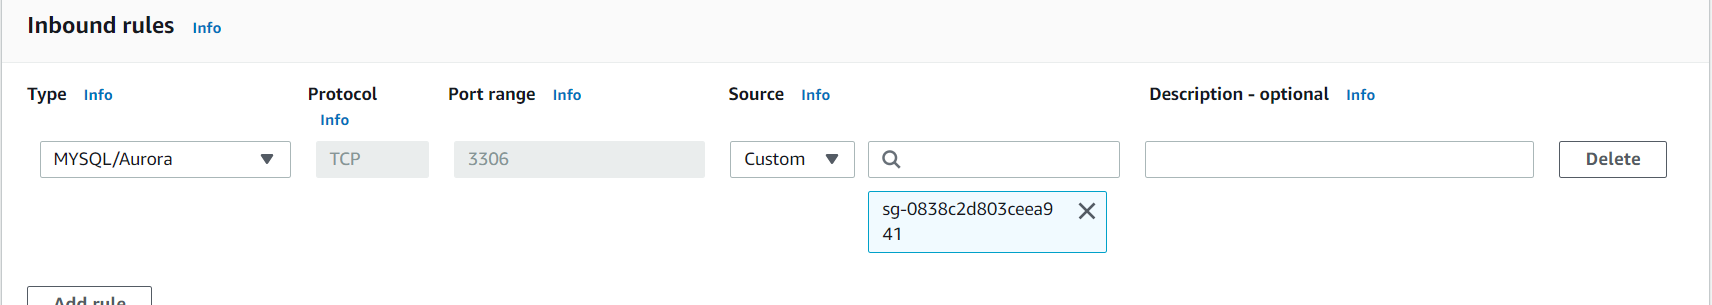 Inbound rules Info
Type Info Protocol Info Port range Info Source Info Description - optional Info
MYSQL/Aurora TCP 3306 Custom Delete
sg-0838c2d803ceea9
41
Add rule